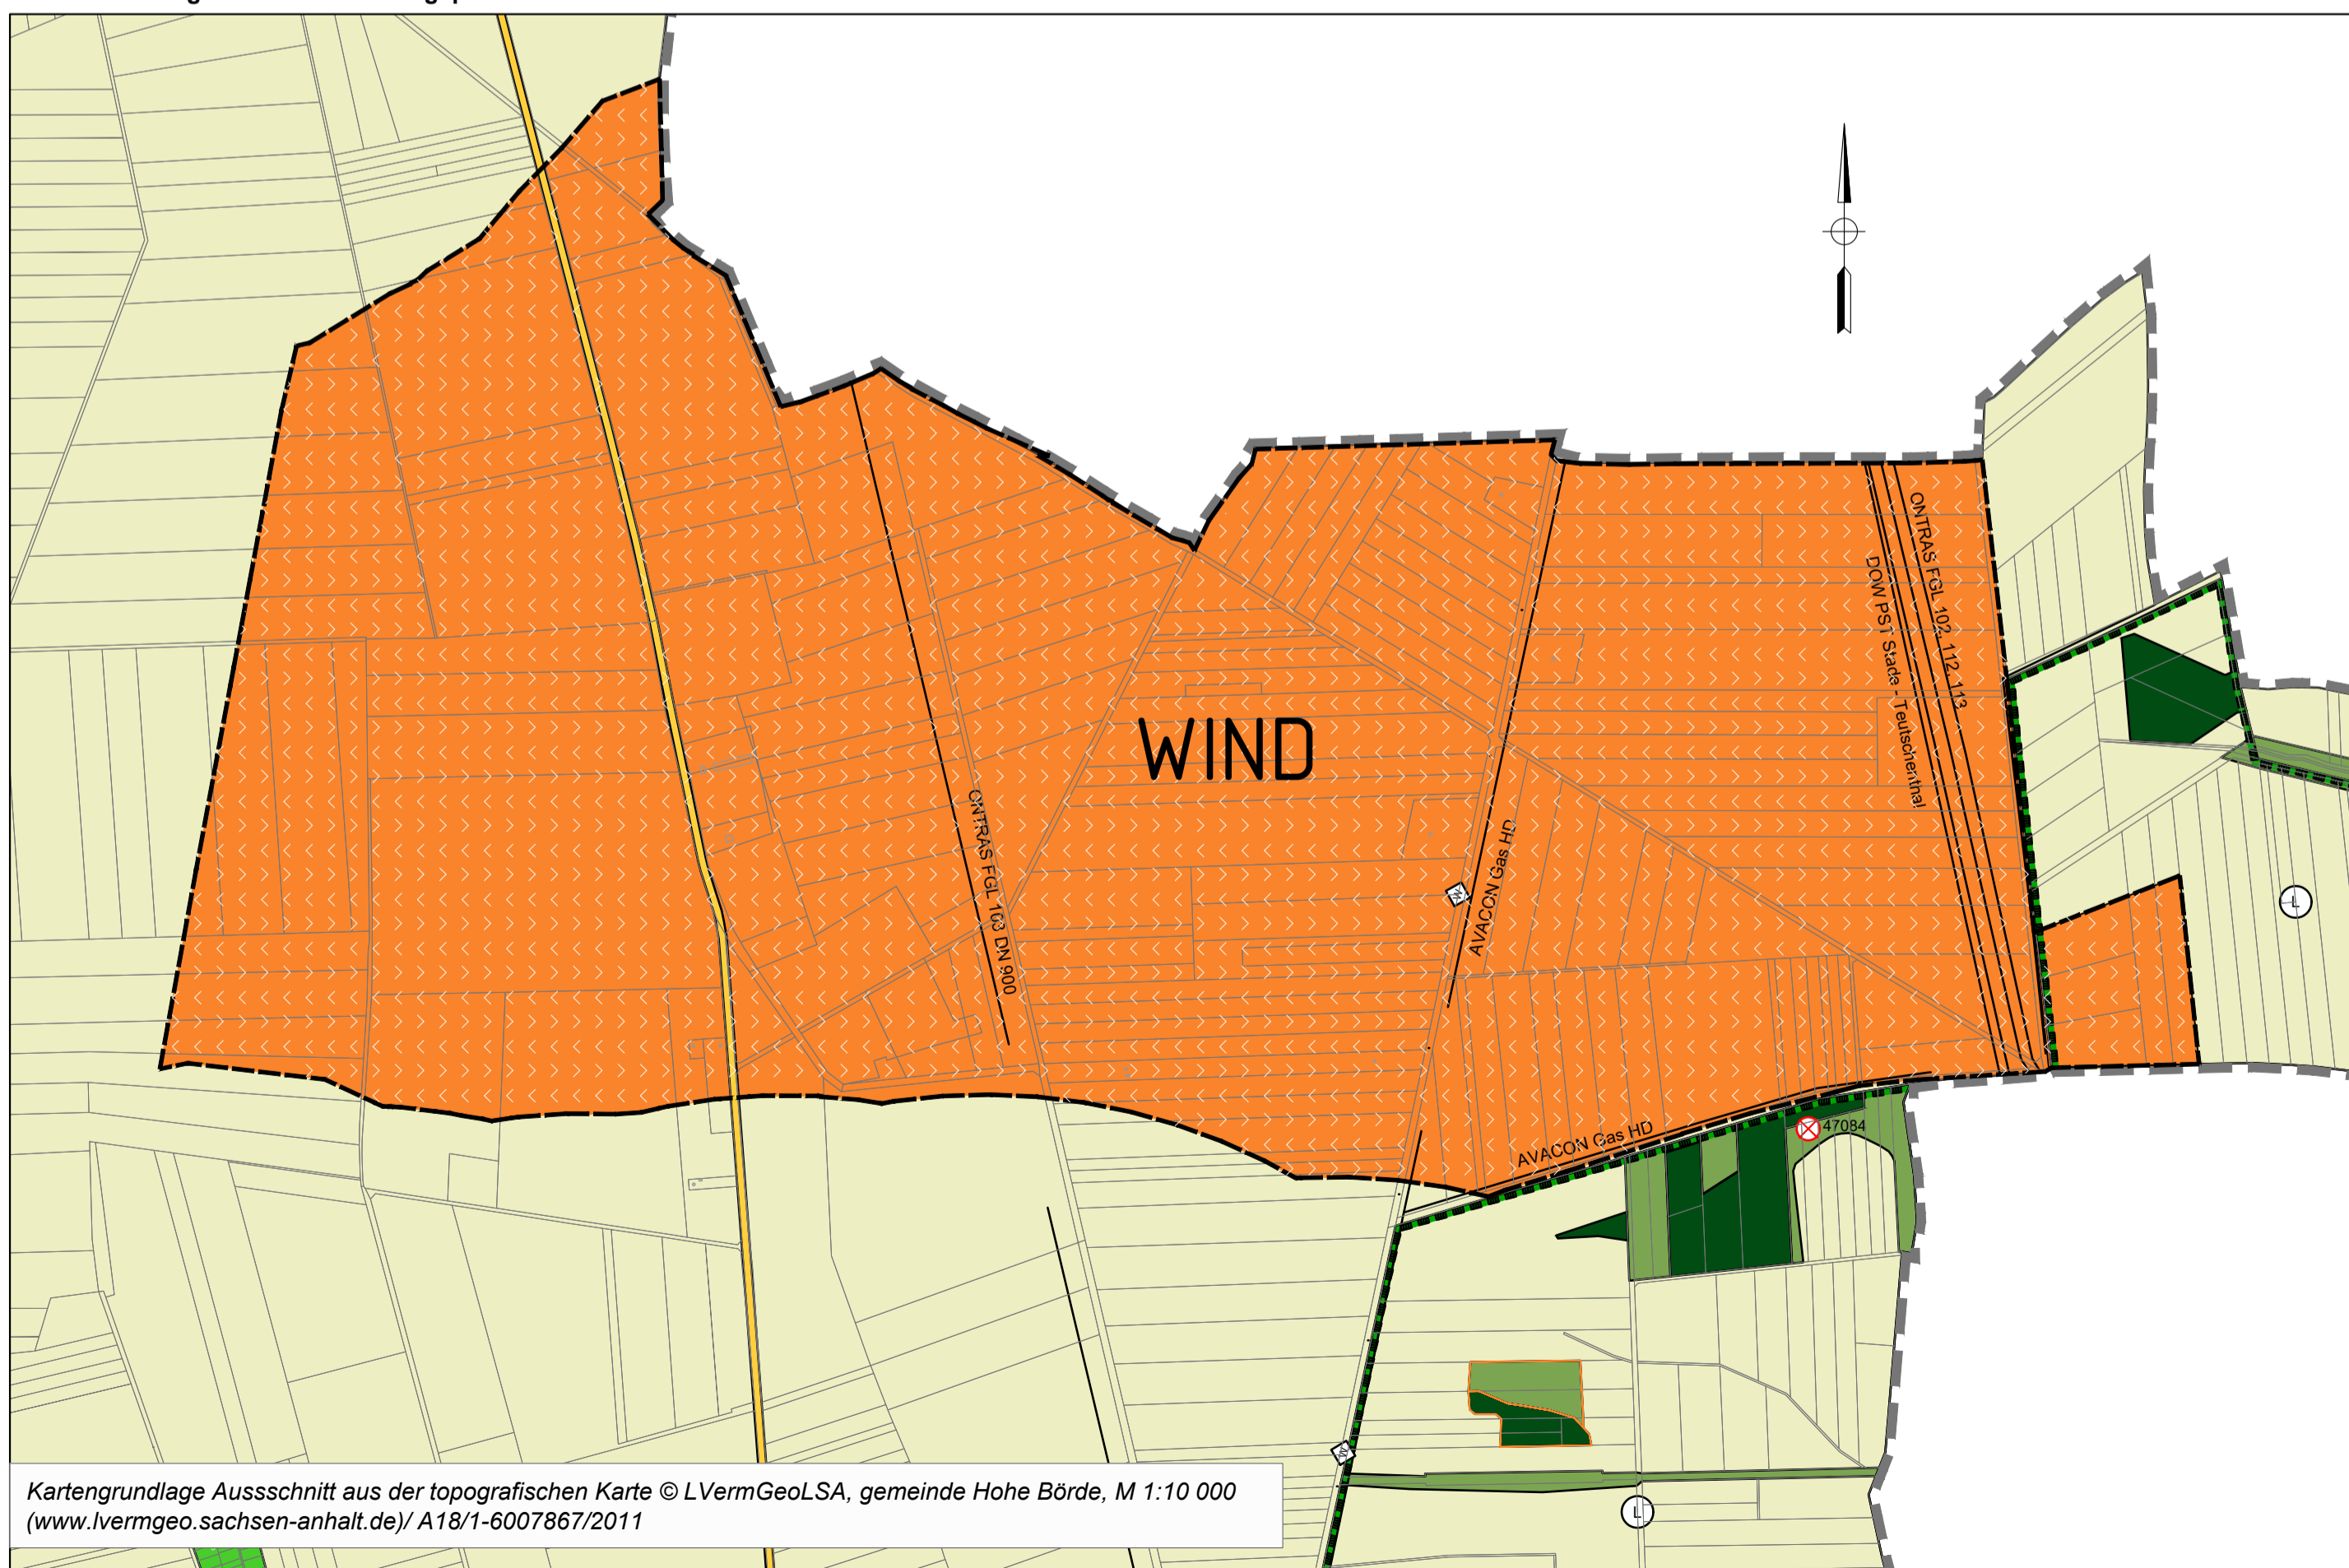 ONTRAS FGL 102, 112, 113
DOW PST Stade - Teutschenthal
WIND
ONTRAS FGL 103 DN 900
AVACON Gas HD
L
AVACON Gas HD
47084
L
Kartengrundlage Aussschnitt aus der topografischen Karte © LVermGeoLSA, gemeinde Hohe Börde, M 1:10 000
(www.lvermgeo.sachsen-anhalt.de)/ A18/1-6007867/2011